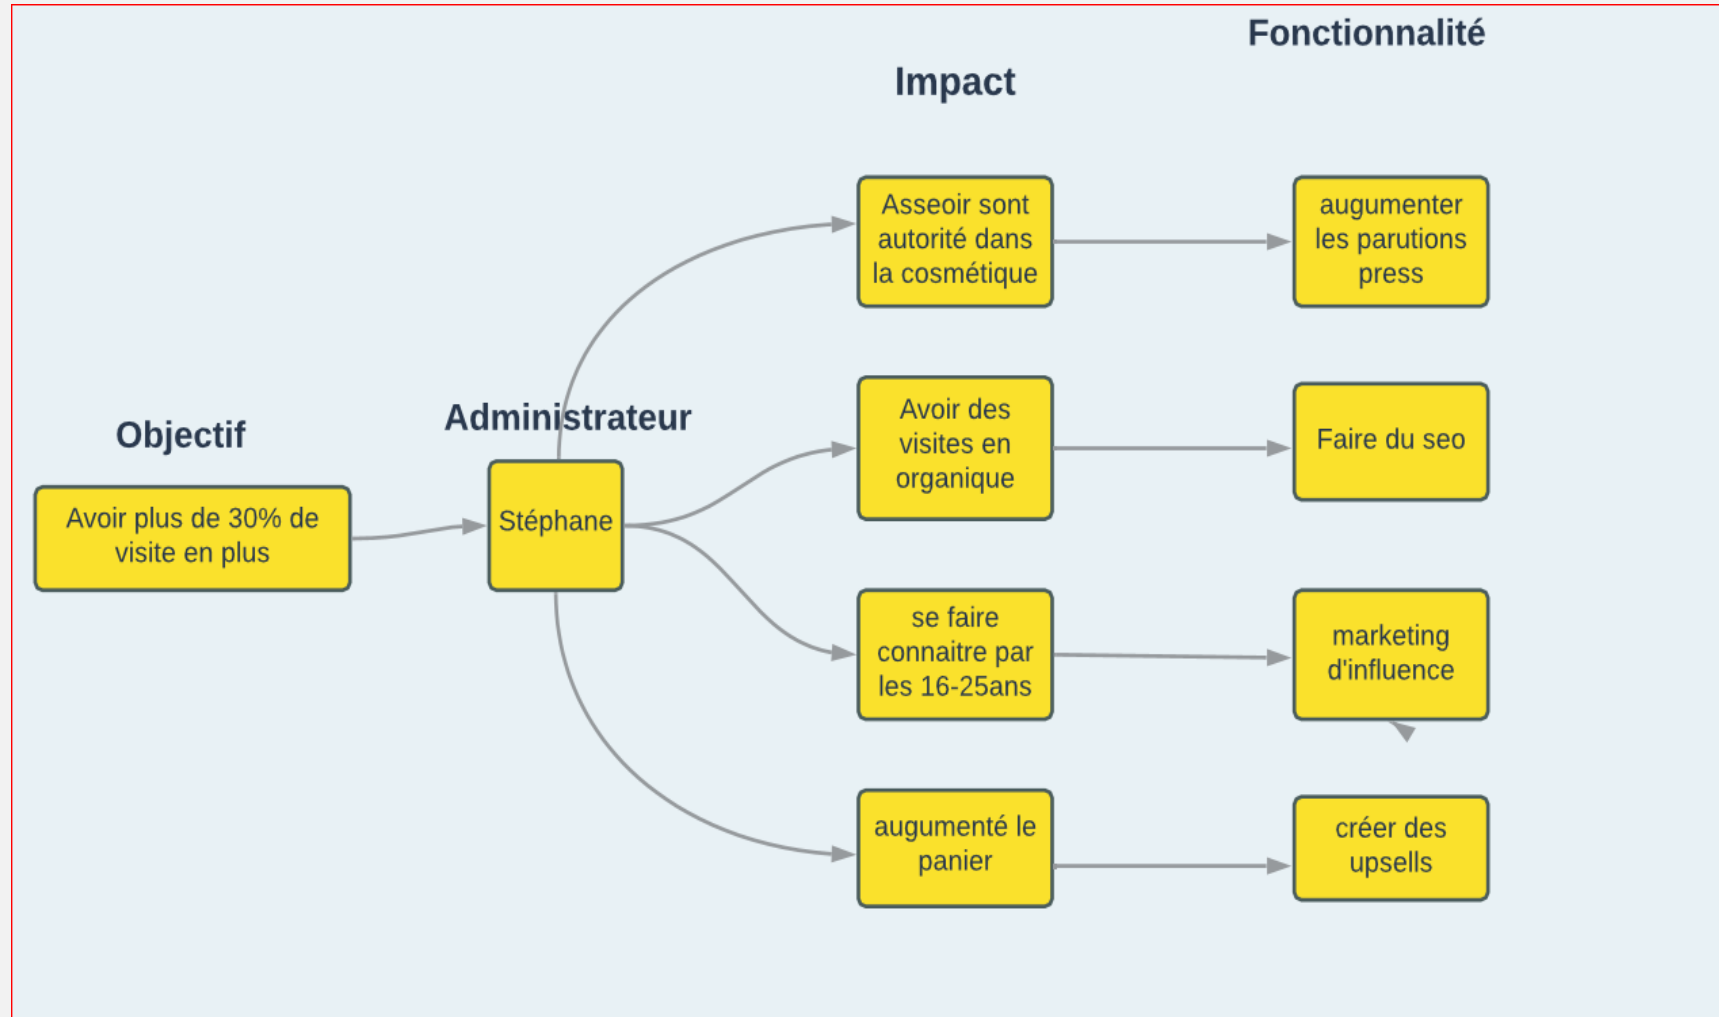 Fonctionnalité
Impact
Asseoir sont
autorité dans
la cosmétique
augumenter
les parutions
press
Objectif
Administrateur
Avoir plus de 30% de
visite en plus
Stéphane
Avoir des
visites en
organique
Faire du seo
se faire
connaitre par
les 16-25ans
marketing
d'influence
augumenté le
panier
créer des
upsells